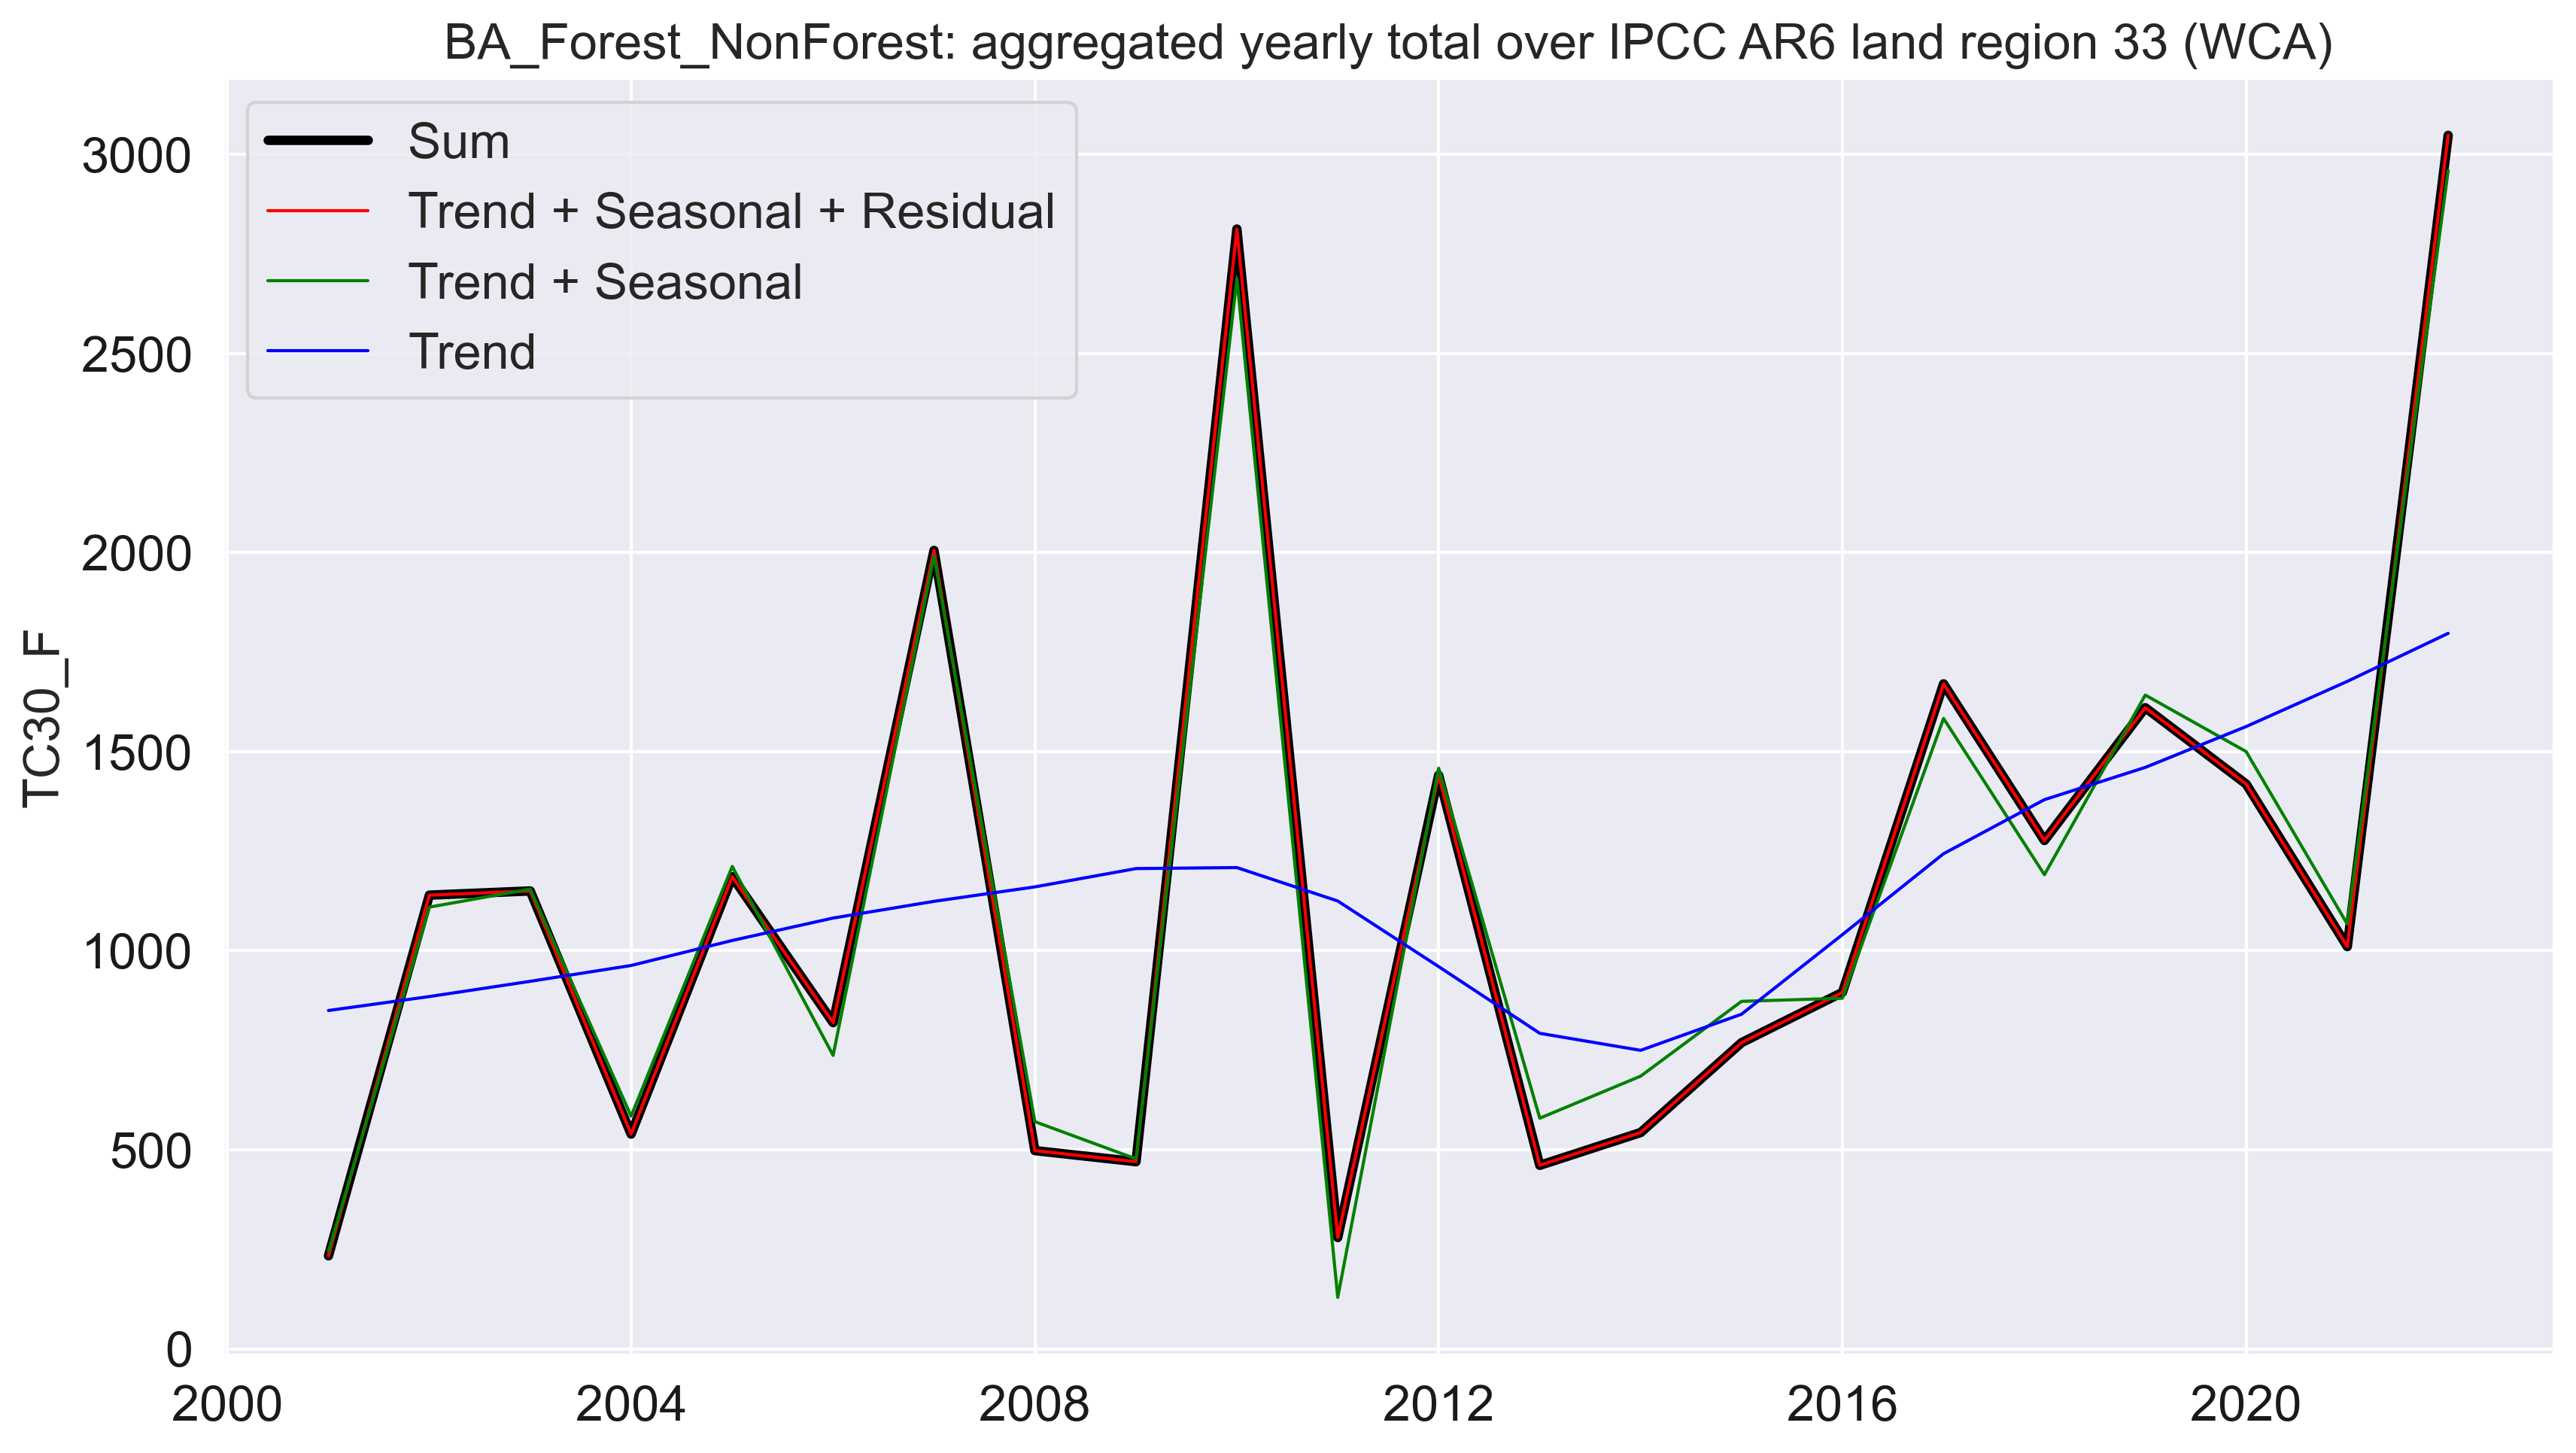 BA_Forest_NonForest: aggregated yearly total over IPCC AR6 land region 33 (WCA)
Sum
Trend + Seasonal + Residual
Trend + Seasonal
Trend
3000
2500
2000
1500
1000
500
0
TC30_F
2000 2004 2008 2012 2016 2020